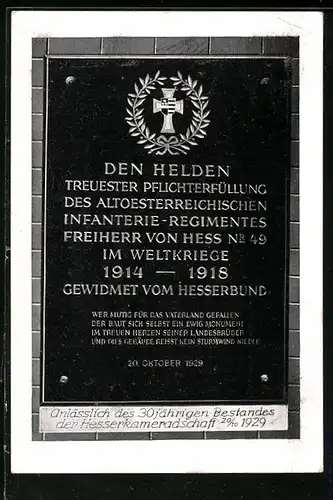 DEN HELDEN
TREUESTER PFLICHTERFÜLLUNG
DES ALTOESTERREICHISCHEN
INFANTERIE-REGIMENTES
FREIHERR VON HESS NR 49
IM WELTKRIEGE
1914 — 1918
GEWIDMET VOM HESSERBUND
WER MUTIG FÜR DAS VATERLAND GEFALLEN
DER BAUT SICH SELBST EIN EWIG MONUMENT
IM TREUEN HERZEN SEINER LANDESBRÜDER
UND DIES GEBÄUDE REISST KEIN STURMWIND NIEDER
20. OKTOBER 1929
Anlässlich des 30jährigen Bestandes
der Hesserkameradschaft 20/10 1929